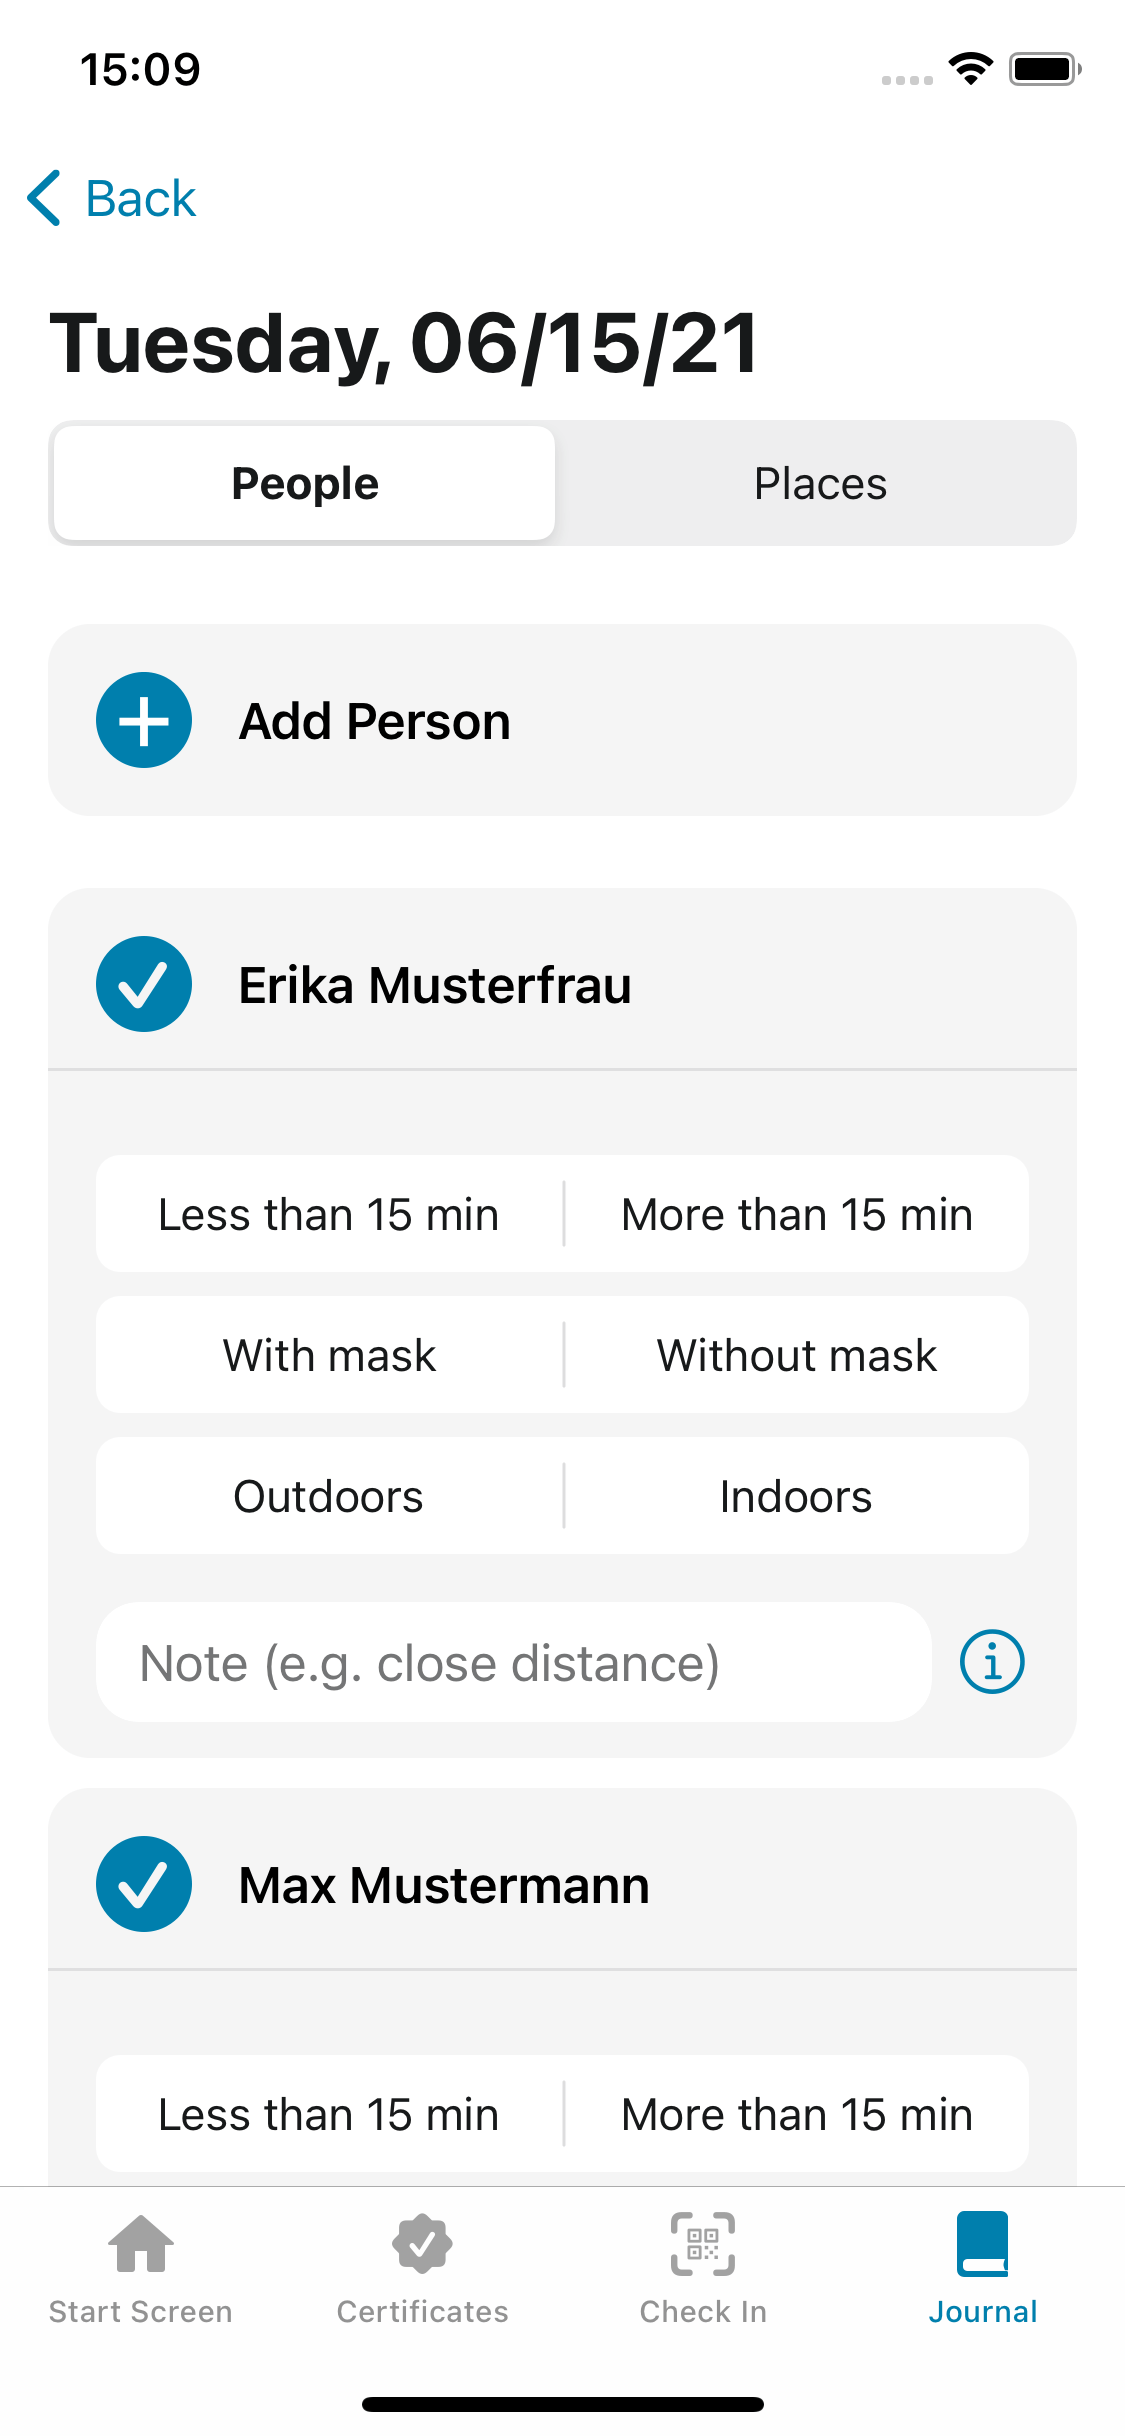 15:09
Back
Tuesday, 06/15/21
People
Places
Add Person
Erika Musterfrau
Less than 15 min
More than 15 min
With mask
Without mask
Outdoors
Indoors
Note (e.g. close distance)
Max Mustermann
Less than 15 min
More than 15 min
Start Screen
Certificates
Check In
Journal